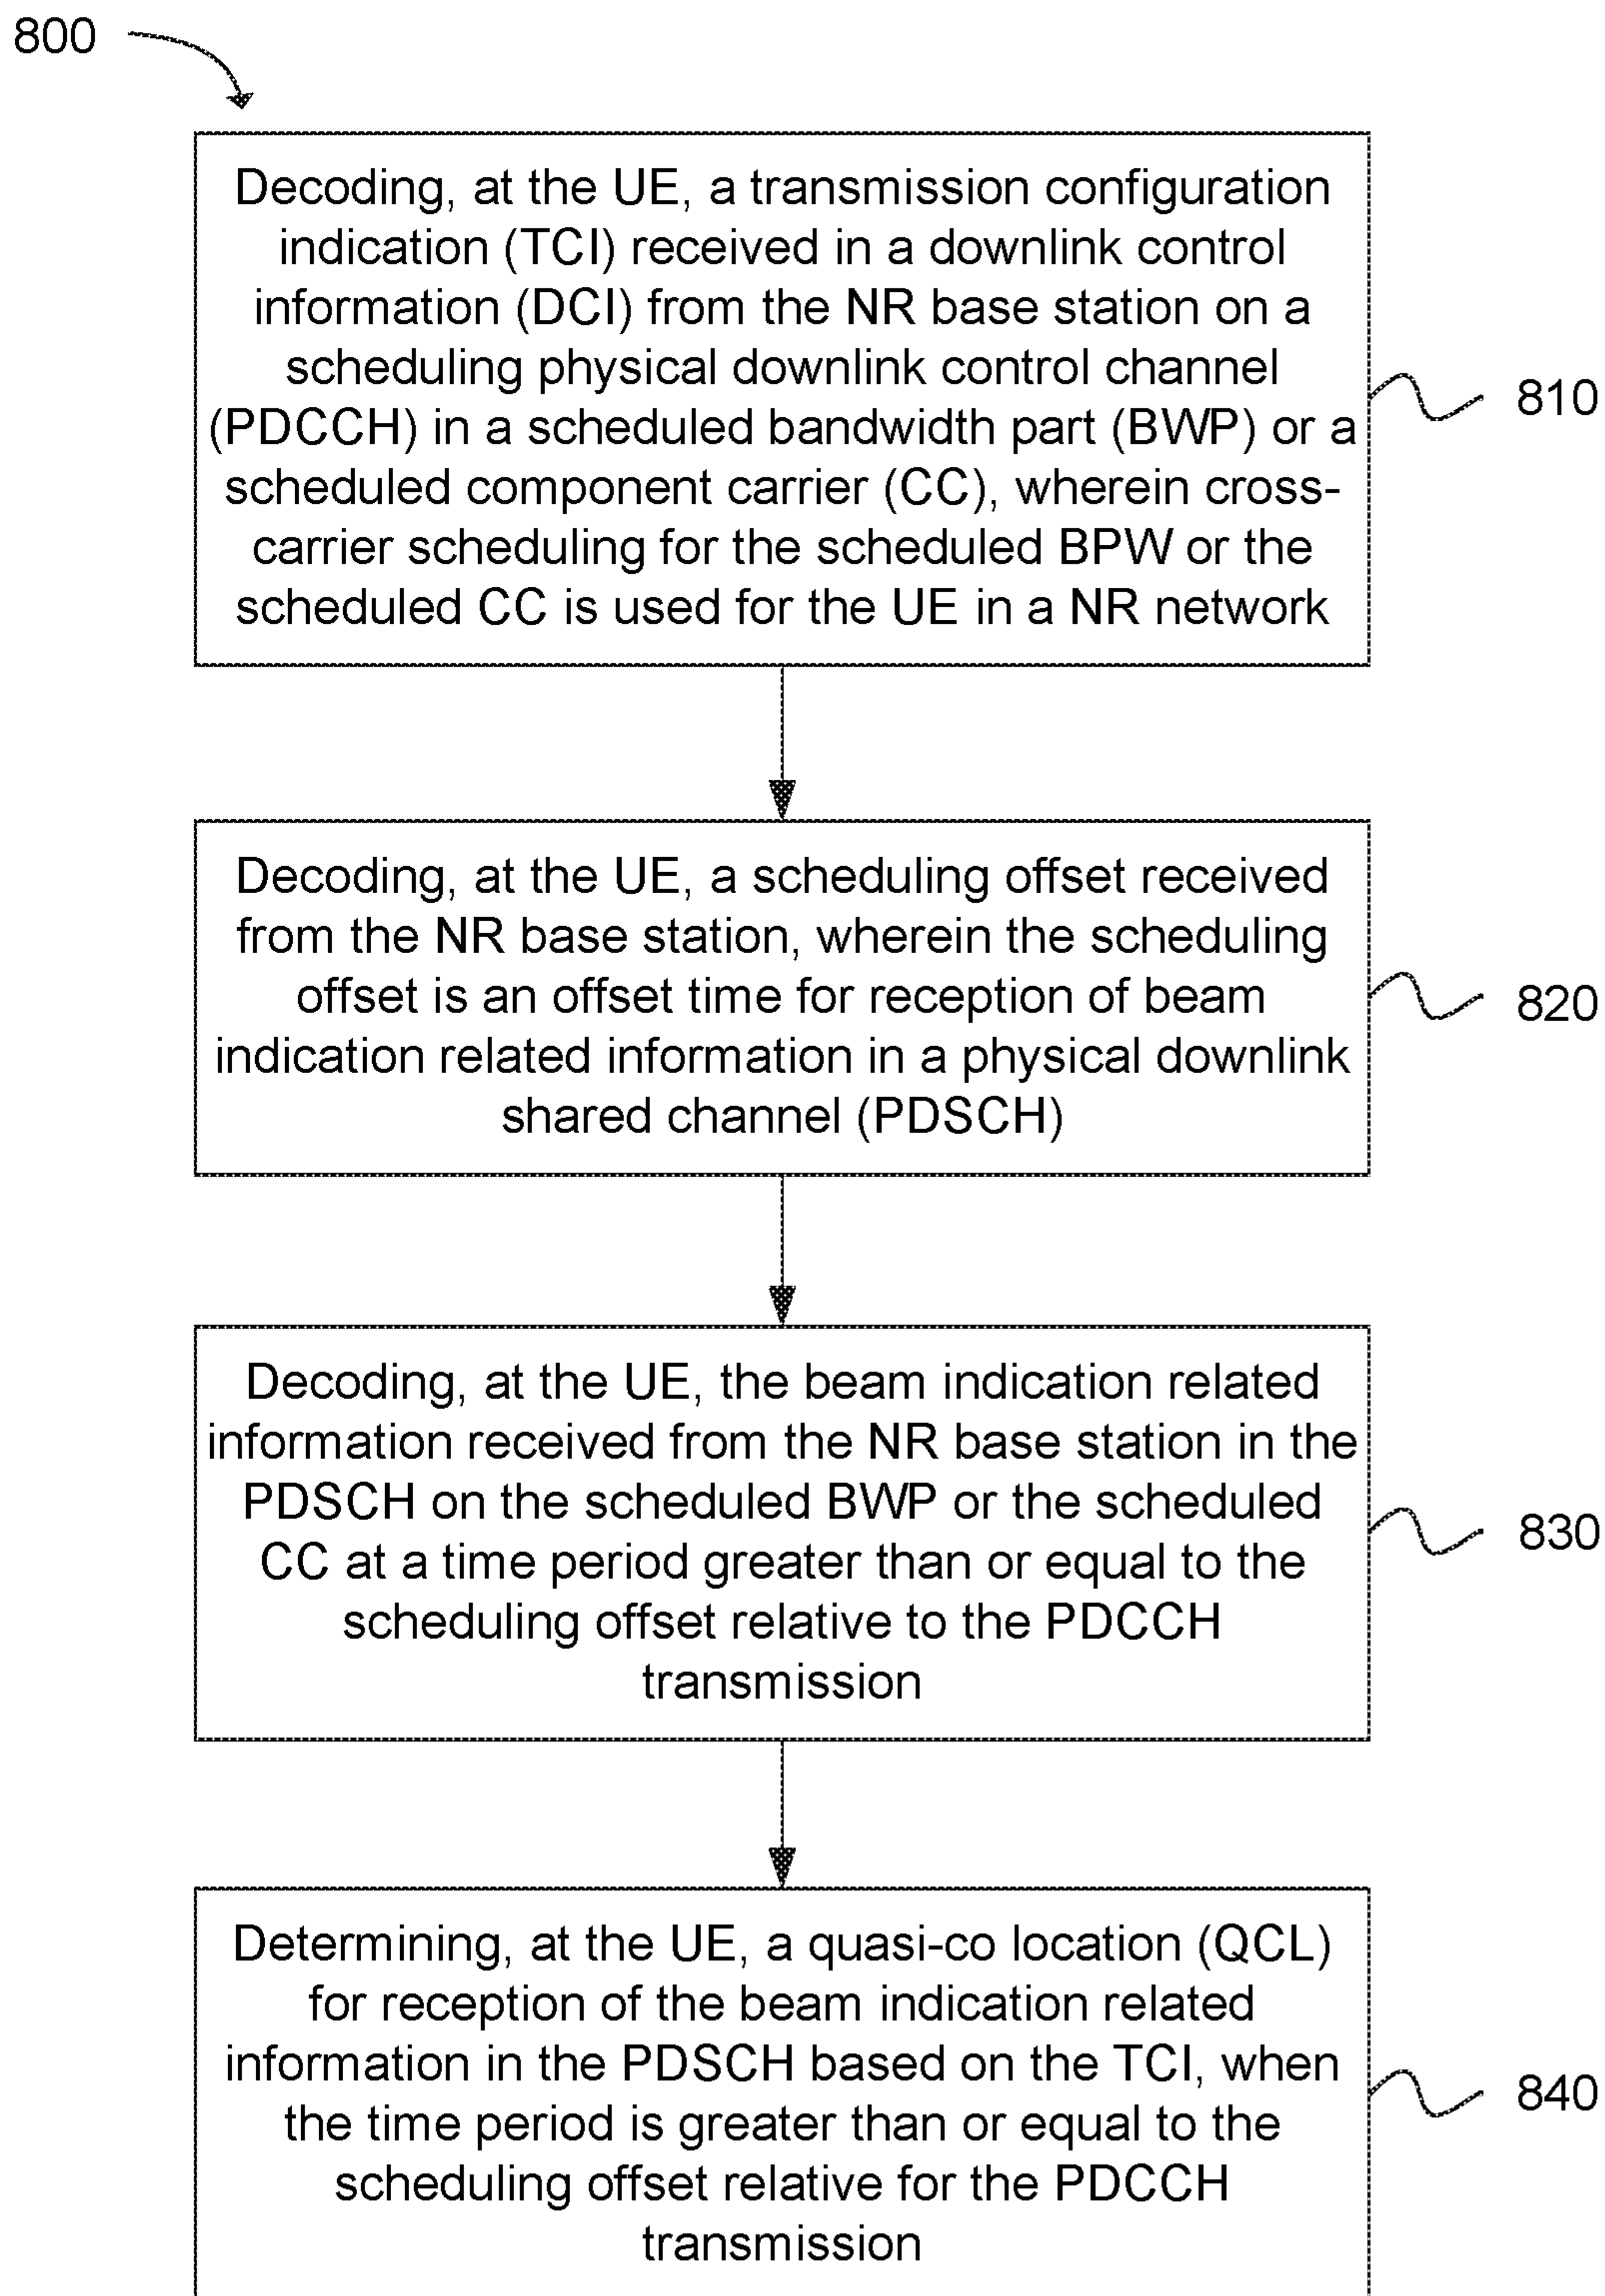 800
Decoding, at the UE, a transmission configuration
indication (TCI) received in a downlink control
information (DCI) from the NR base station on a
scheduling physical downlink control channel
(PDCCH) in a scheduled bandwidth part (BWP) or a
scheduled component carrier (CC), wherein cross-
carrier scheduling for the scheduled BPW or the
scheduled CC is used for the UE in a NR network
810
Decoding, at the UE, a scheduling offset received
from the NR base station, wherein the scheduling
offset is an offset time for reception of beam
indication related information in a physical downlink
shared channel (PDSCH)
820
Decoding, at the UE, the beam indication related
information received from the NR base station in the
PDSCH on the scheduled BWP or the scheduled
CC at a time period greater than or equal to the
scheduling offset relative to the PDCCH
transmission
830
Determining, at the UE, a quasi-co location (QCL)
for reception of the beam indication related
information in the PDSCH based on the TCI, when
the time period is greater than or equal to the
scheduling offset relative for the PDCCH
transmission
840